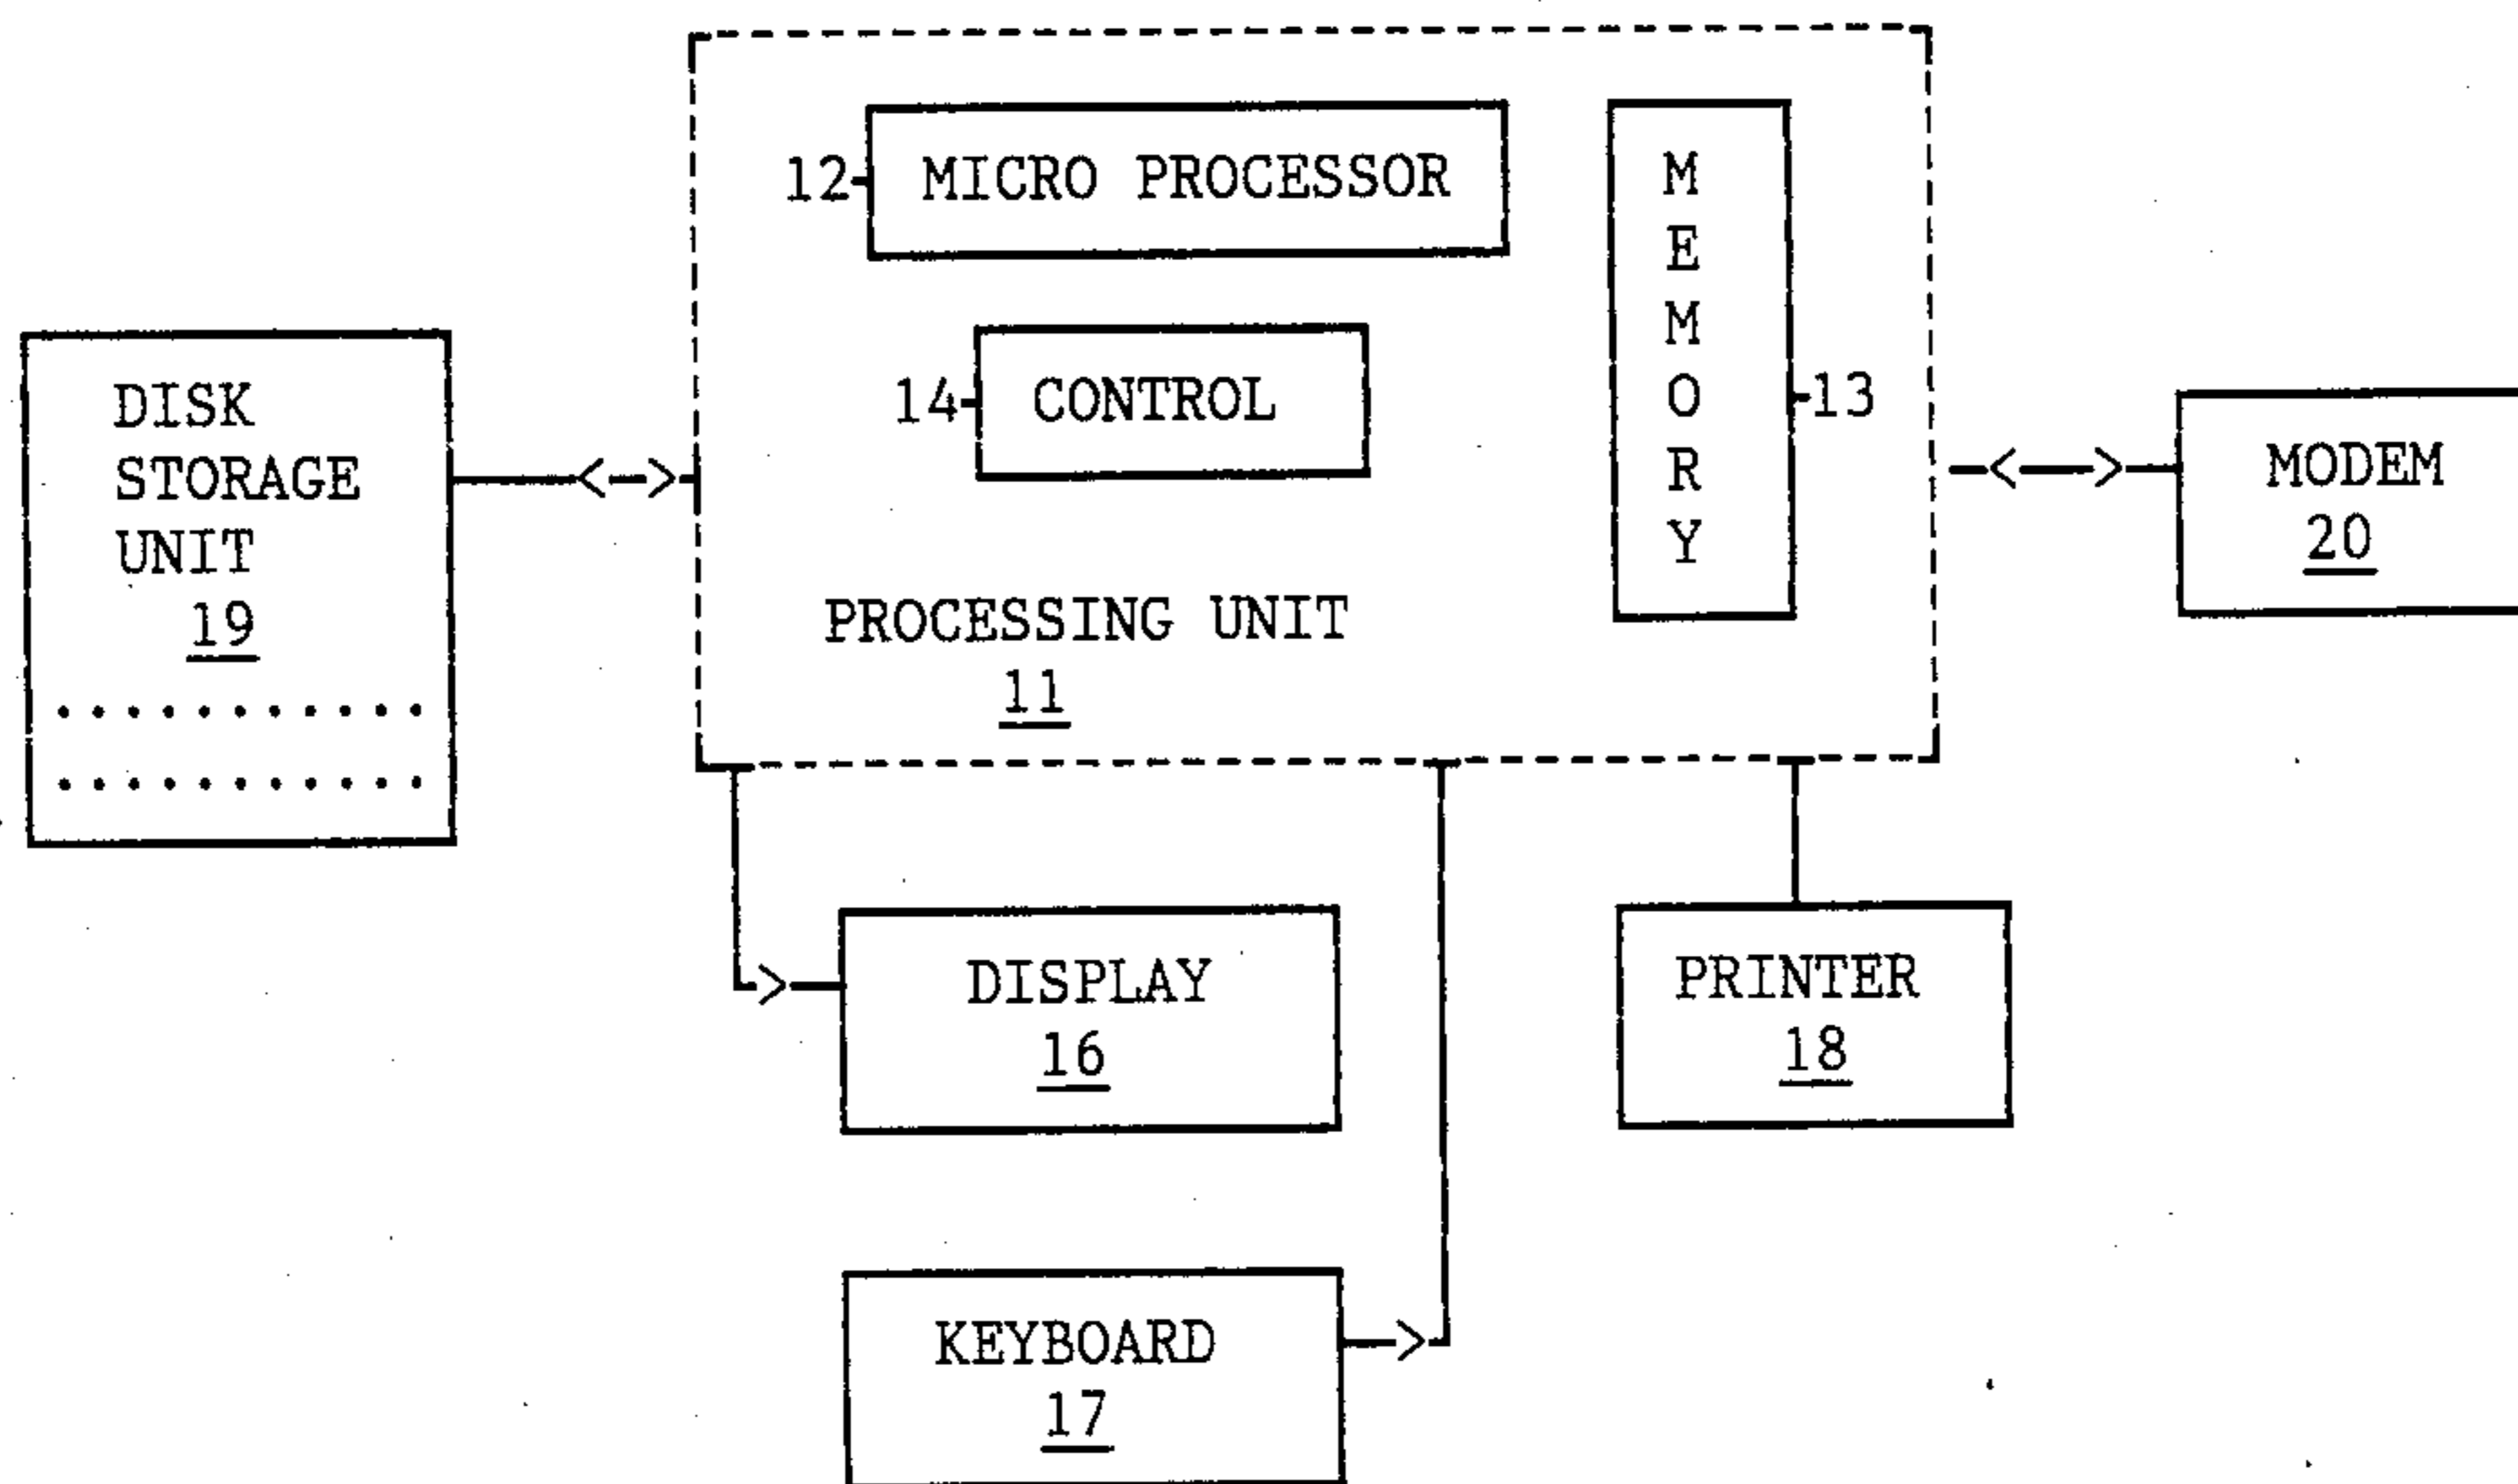 12 MICRO PROCESSOR
MEMORY
13
14 CONTROL
PROCESSING UNIT
11
DISK
STORAGE
UNIT
19
MODEM
20
DISPLAY
16
PRINTER
18
KEYBOARD
17